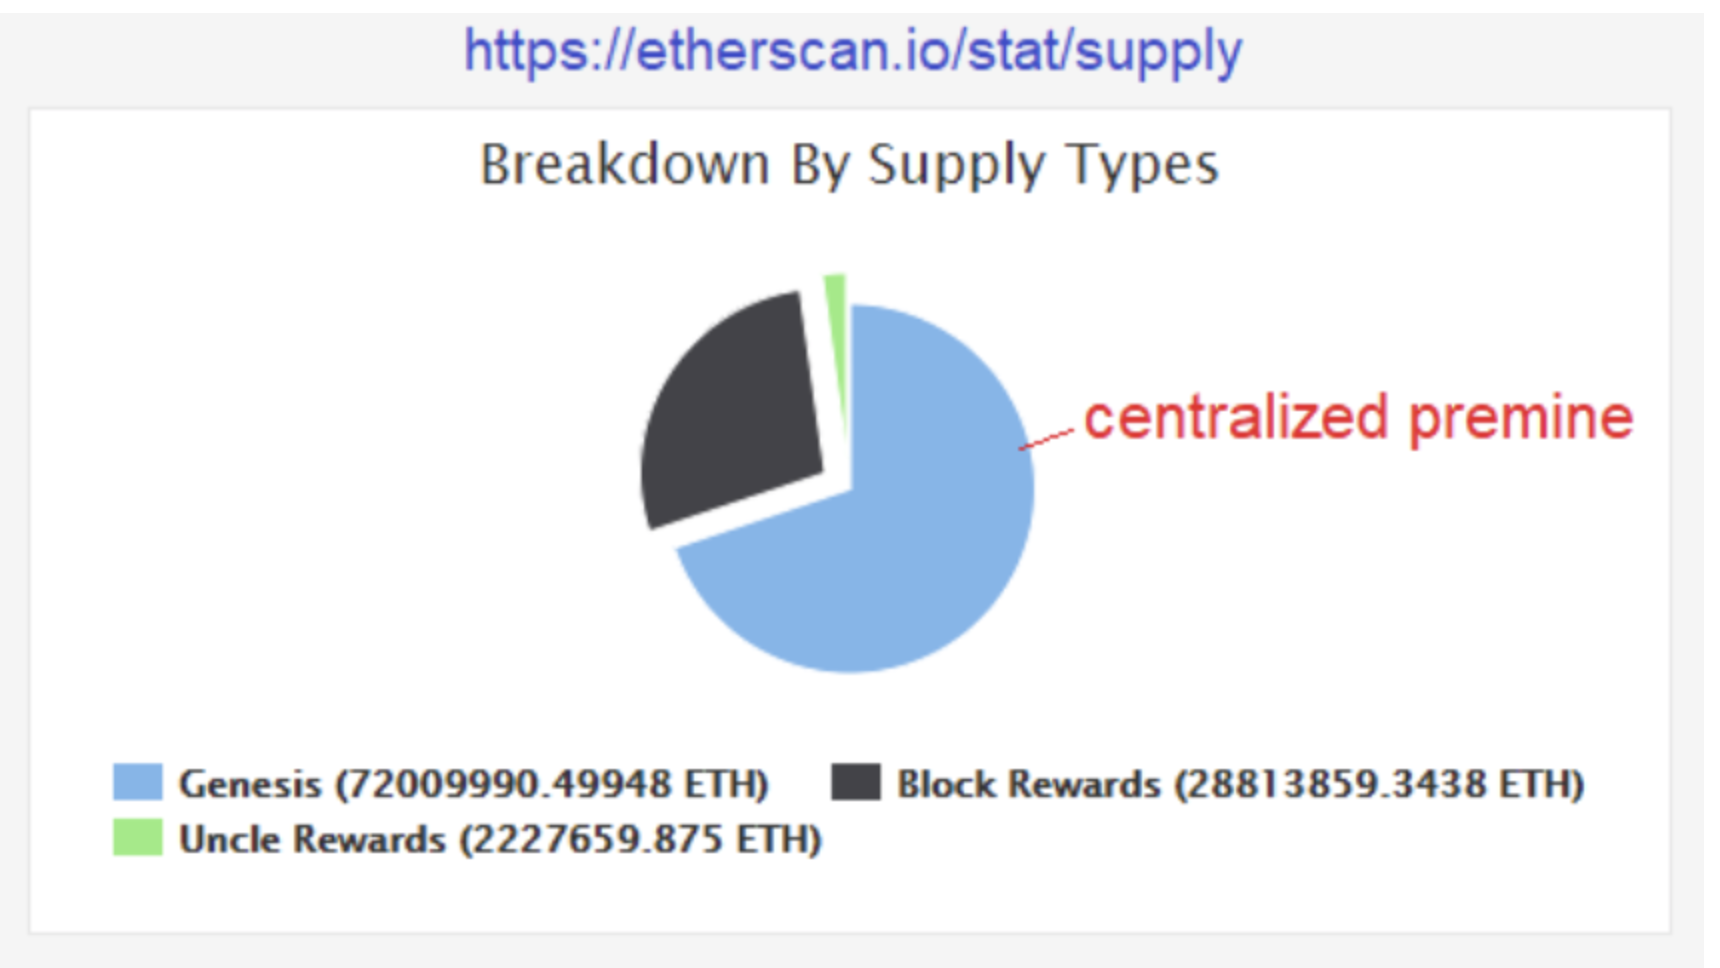 https://etherscan.io/stat/supply
Breakdown By Supply Types
centralized premine
Genesis (72009990.49948 ETH)
Block Rewards (28813859.3438 ETH)
Uncle Rewards (2227659.875 ETH)